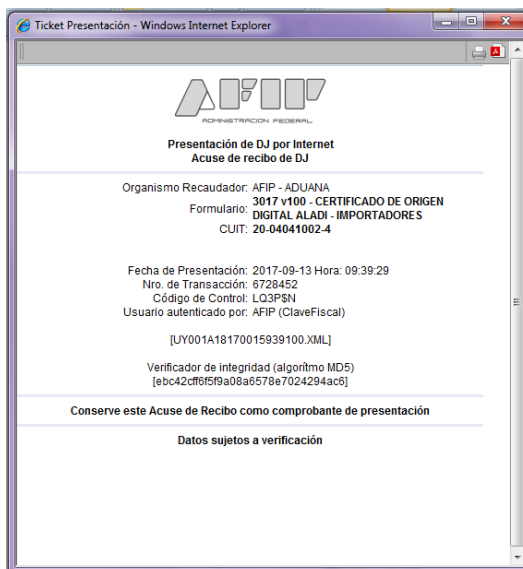 Ticket Presentación - Windows Internet Explorer
AFIP
ADMINISTRACION FEDERAL
Presentación de DJ por Internet
Acuse de recibo de DJ
Organismo Recaudador: AFIP - ADUANA
Formulario: 3017 v100 - CERTIFICADO DE ORIGEN
DIGITAL ALADI - IMPORTADORES
CUIT: 20-04041002-4
Fecha de Presentación: 2017-09-13 Hora: 09:39:29
Nro. de Transacción: 6728452
Código de Control: LQ3P$N
Usuario autenticado por: AFIP (ClaveFiscal)
[UY001A18170015939100.XML]
Verificador de integridad (algorítmo MD5)
[ebc42cff6f5f9a08a6578e7024294ac6]
Conserve este Acuse de Recibo como comprobante de presentación
Datos sujetos a verificación